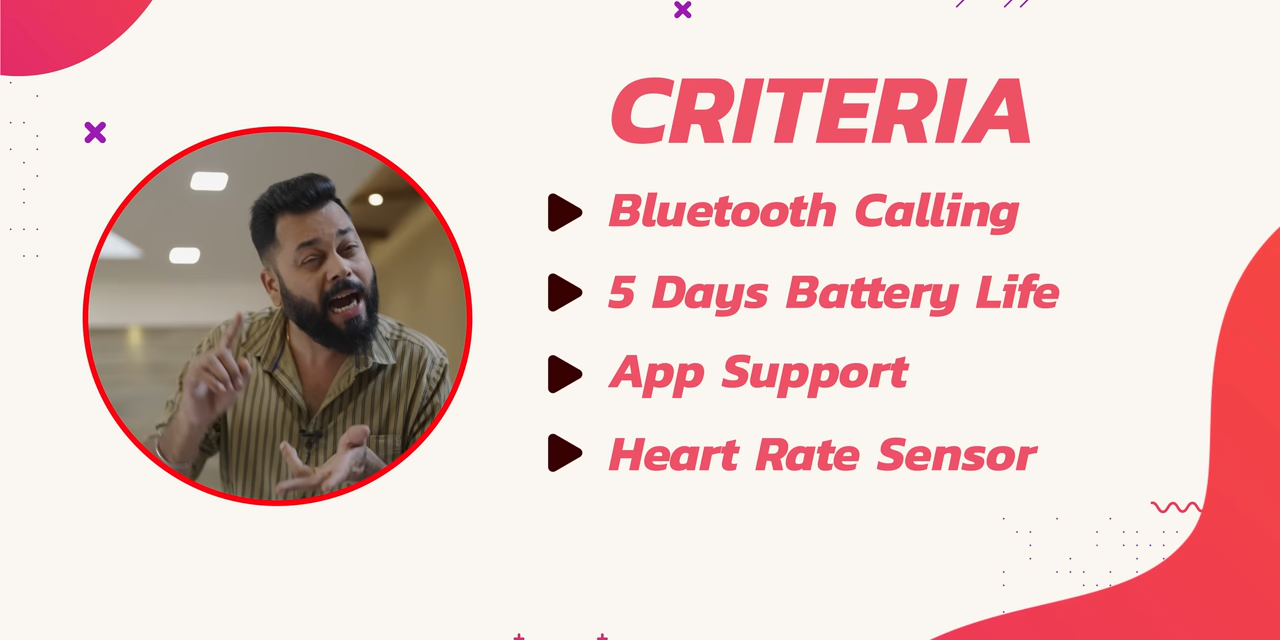 CRITERIA
Bluetooth Calling
5 Days Battery Life
App Support
Heart Rate Sensor